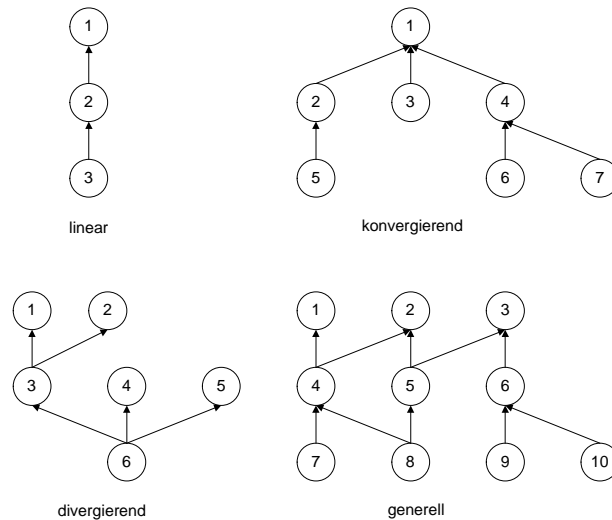 1
2
3
linear
1
2 3 4
5 6 7
konvergierend
1 2
3 4 5
6
divergierend
1 2 3
4 5 6
7 8 9 10
generell